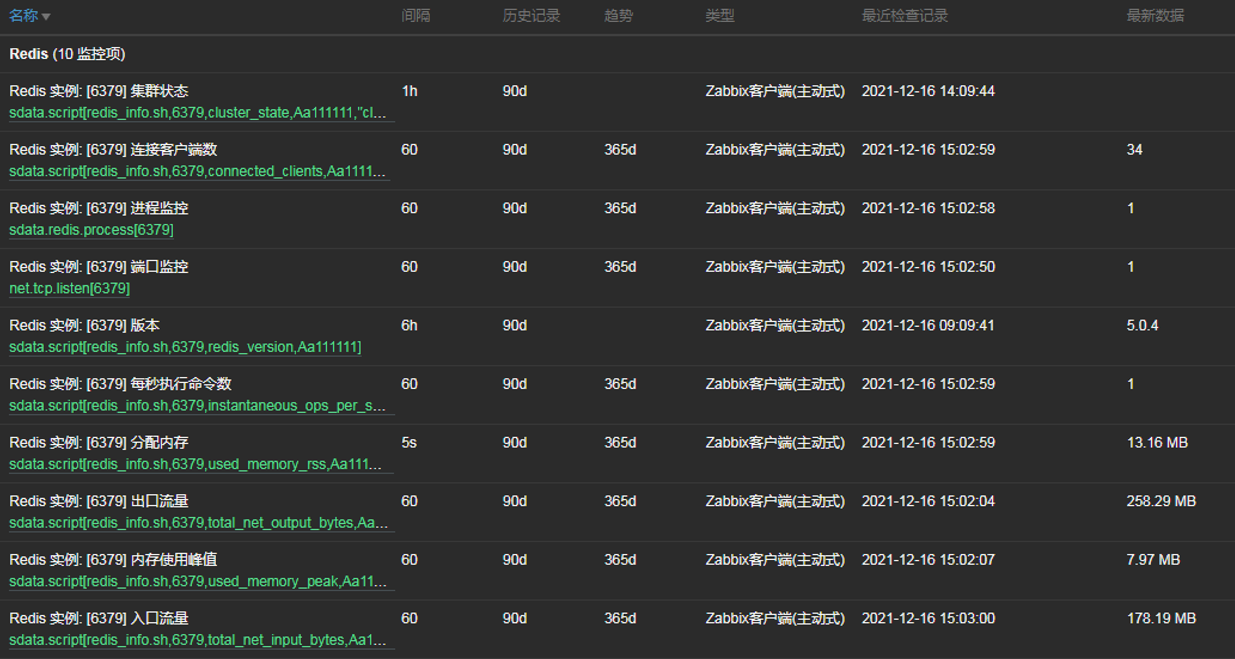 名称 间隔 历史记录 趋势 类型 最近检查记录 最新数据
Redis (10 监控项)
Redis 实例: [6379] 集群状态 1h 90d Zabbix客户端(主动式) 2021-12-16 14:09:44
sdata.script[redis_info.sh,6379,cluster_state,Aa111111,"cl...
Redis 实例: [6379] 连接客户端数 60 90d 365d Zabbix客户端(主动式) 2021-12-16 15:02:59 34
sdata.script[redis_info.sh,6379,connected_clients,Aa1111...
Redis 实例: [6379] 进程监控 60 90d 365d Zabbix客户端(主动式) 2021-12-16 15:02:58 1
sdata.redis.process[6379]
Redis 实例: [6379] 端口监控 60 90d 365d Zabbix客户端(主动式) 2021-12-16 15:02:50 1
net.tcp.listen[6379]
Redis 实例: [6379] 版本 6h 90d Zabbix客户端(主动式) 2021-12-16 09:09:41 5.0.4
sdata.script[redis_info.sh,6379,redis_version,Aa111111]
Redis 实例: [6379] 每秒执行命令数 60 90d 365d Zabbix客户端(主动式) 2021-12-16 15:02:59 1
sdata.script[redis_info.sh,6379,instantaneous_ops_per_s...
Redis 实例: [6379] 分配内存 5s 90d 365d Zabbix客户端(主动式) 2021-12-16 15:02:59 13.16 MB
sdata.script[redis_info.sh,6379,used_memory_rss,Aa111...
Redis 实例: [6379] 出口流量 60 90d 365d Zabbix客户端(主动式) 2021-12-16 15:02:04 258.29 MB
sdata.script[redis_info.sh,6379,total_net_output_bytes,Aa...
Redis 实例: [6379] 内存使用峰值 60 90d 365d Zabbix客户端(主动式) 2021-12-16 15:02:07 7.97 MB
sdata.script[redis_info.sh,6379,used_memory_peak,Aa11...
Redis 实例: [6379] 入口流量 60 90d 365d Zabbix客户端(主动式) 2021-12-16 15:03:00 178.19 MB
sdata.script[redis_info.sh,6379,total_net_input_bytes,Aa1...